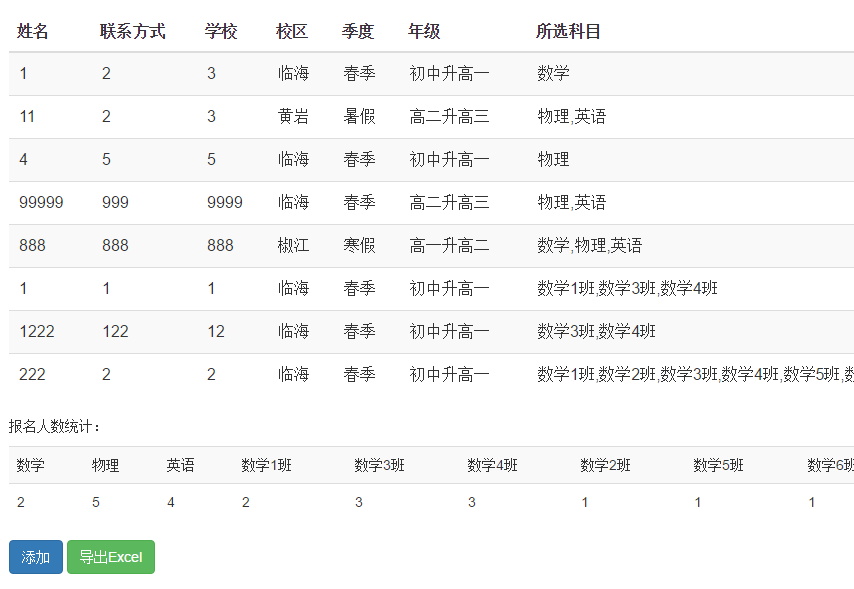 姓名 联系方式 学校 校区 季度 年级 所选科目
1 2 3 临海 春季 初中升高一 数学
11 2 3 黄岩 暑假 高二升高三 物理,英语
4 5 5 临海 春季 初中升高一 物理
99999 999 9999 临海 春季 高二升高三 物理,英语
888 888 888 椒江 寒假 高一升高二 数学,物理,英语
1 1 1 临海 春季 初中升高一 数学1班,数学3班,数学4班
1222 122 12 临海 春季 初中升高一 数学3班,数学4班
222 2 2 临海 春季 初中升高一 数学1班,数学2班,数学3班,数学4班,数学5班,
报名人数统计：
数学 物理 英语 数学1班 数学3班 数学4班 数学2班 数学5班 数学6班
2 5 4 2 3 3 1 1 1
添加 导出Excel